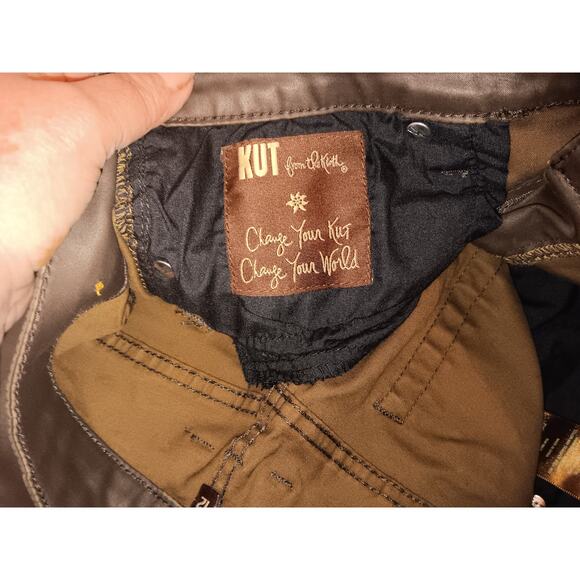 KUT from the Kloth®
Change Your Kut
Change Your World